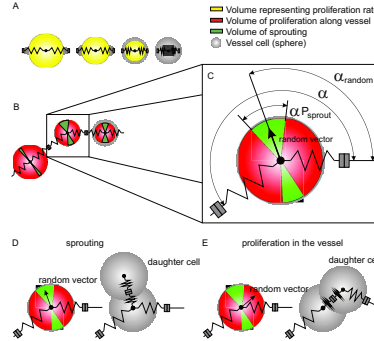 A
Volume representing proliferation rat
Volume of proliferation along vessel
Volume of sprouting
Vessel cell (sphere)
B
C
α random
α
α P sprout
random vector
D
sprouting
E
proliferation in the vessel
daughter cell
daughter ce
random vector
random vector